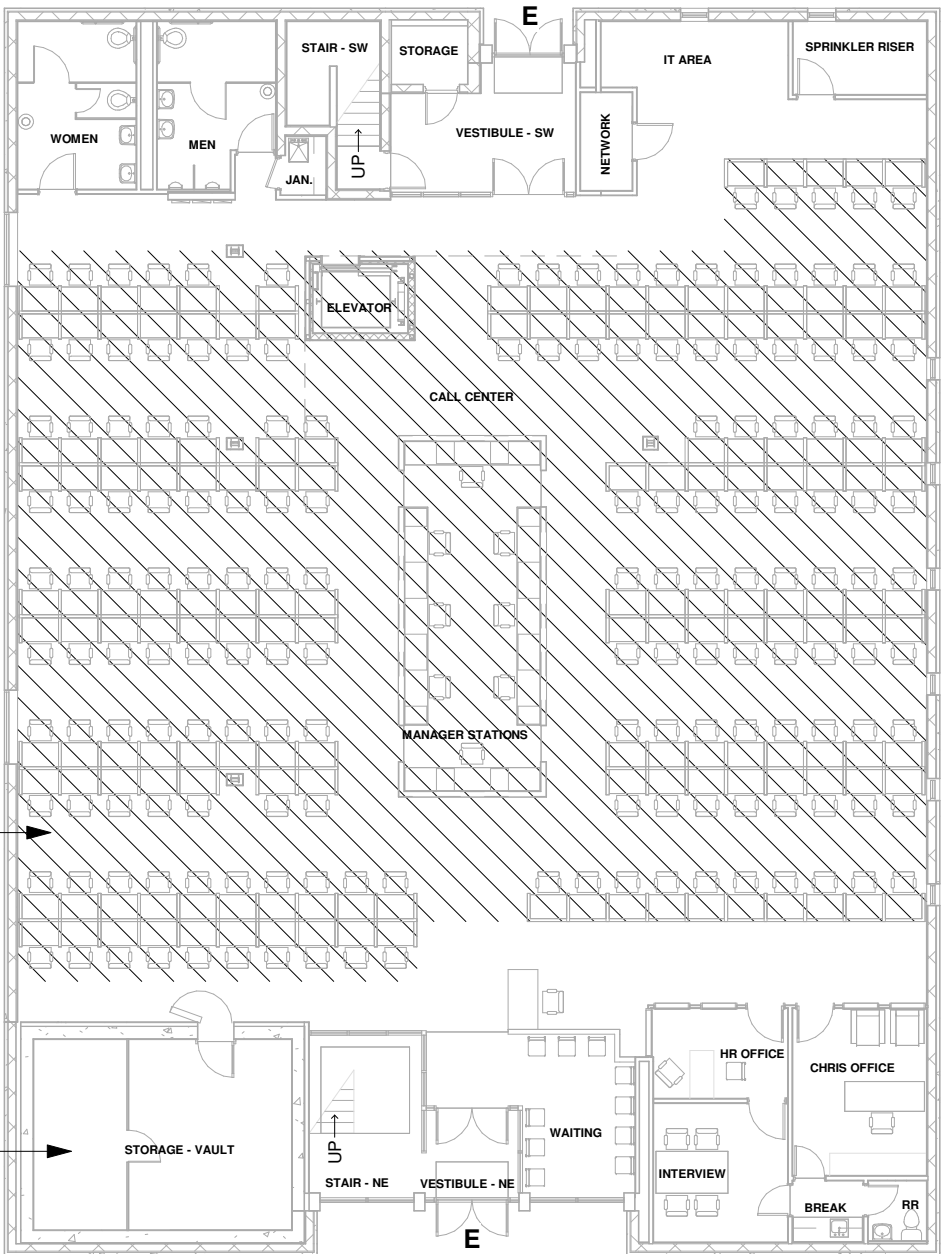 E
STAIR - SW
STORAGE
IT AREA
SPRINKLER RISER
WOMEN
MEN
VESTIBULE - SW
NETWORK
JAN.
UP
ELEVATOR
CALL CENTER
MANAGER STATIONS
HR OFFICE
CHRIS OFFICE
STORAGE - VAULT
UP
WAITING
STAIR - NE
VESTIBULE - NE
INTERVIEW
BREAK
RR
E